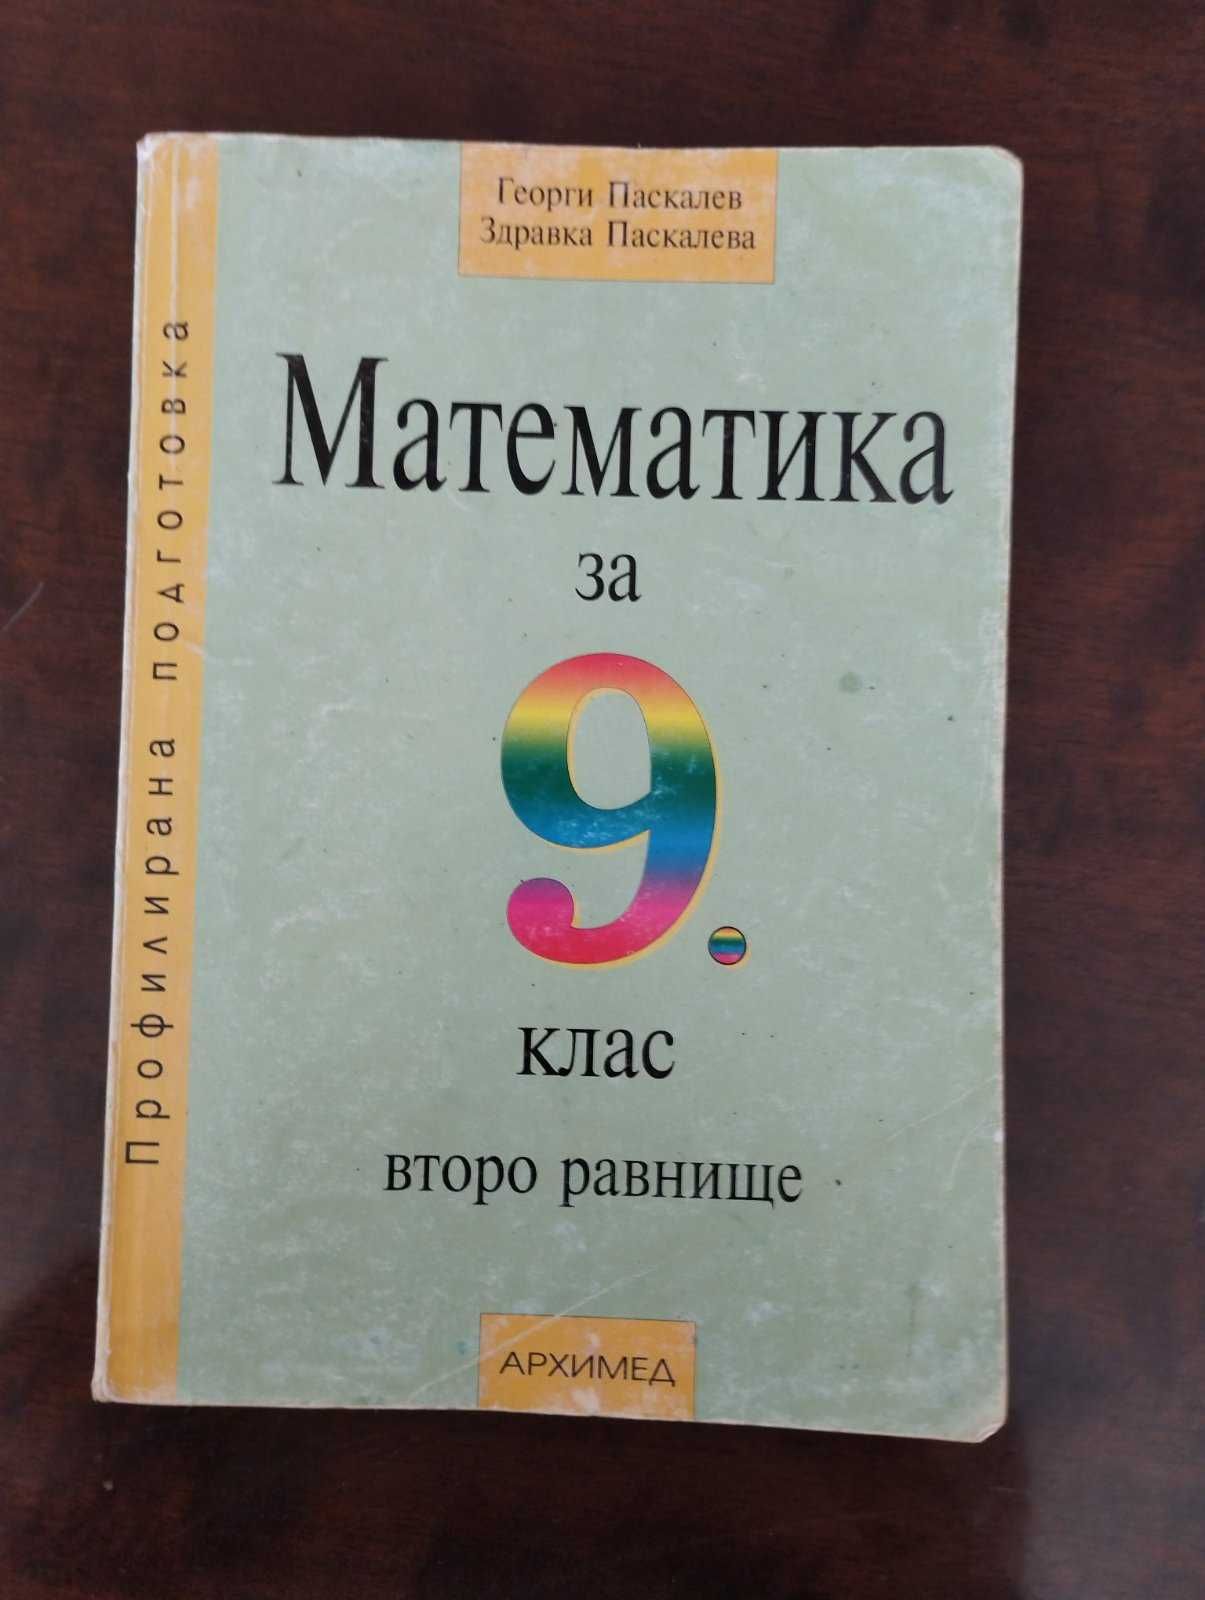 Георги Паскалев
Здравка Паскалева
Математика
за
9.
клас
второ равнище
АРХИМЕД
Профилирана подготовка